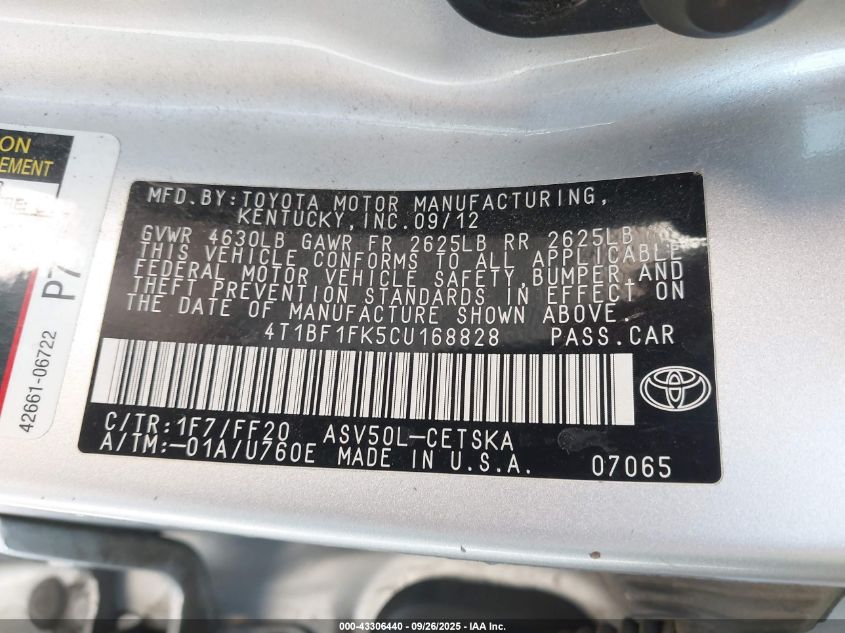 ION
EMENT
P7
42661-06722
MFD.BY:TOYOTA MOTOR MANUFACTURING,
KENTUCKY,INC.09/12
GVWR 4630LB GAWR FR 2625LB RR 2625LB
THIS VEHICLE CONFORMS TO ALL APPLICABLE
FEDERAL MOTOR VEHICLE SAFETY,BUMPER,AND
THEFT PREVENTION STANDARDS IN EFFECT ON
THE DATE OF MANUFACTURE SHOWN ABOVE.
4T1BF1FK5CU168828 PASS.CAR
C/TR:1F7/FF20 ASV50L-CETSKA
A/TM:-01A/U760E MADE IN U.S.A. 07065
000-43306440 - 09/26/2025 - IAA Inc.